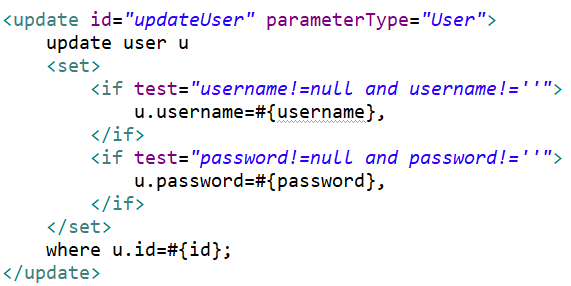 <update id="updateUser" parameterType="User">
    update user u
    <set>
        <if test="username!=null and username!=''">
            u.username=#{username},
        </if>
        <if test="password!=null and password!=''">
            u.password=#{password},
        </if>
    </set>
    where u.id=#{id};
</update>